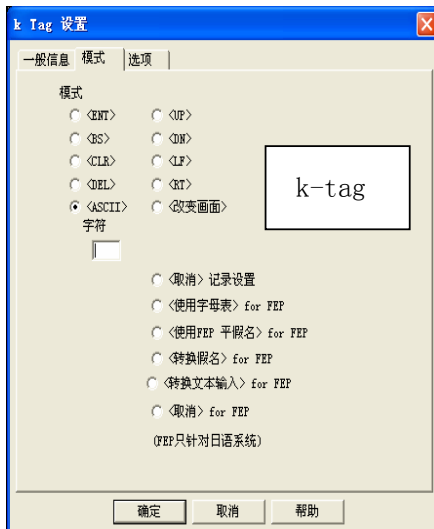 k Tag 设置
一般信息 模式 选项
模式
<ENT> <UP>
<BS> <DN>
<CLR> <LF>
<DEL> <RT>
<ASCII> <改变画面>
字符
k-tag
<取消> 记录设置
<使用字母表> for FEP
<使用FEP 平假名> for FEP
<转换假名> for FEP
<转换文本输入> for FEP
<取消> for FEP
(FEP只针对日语系统)
确定 取消 帮助